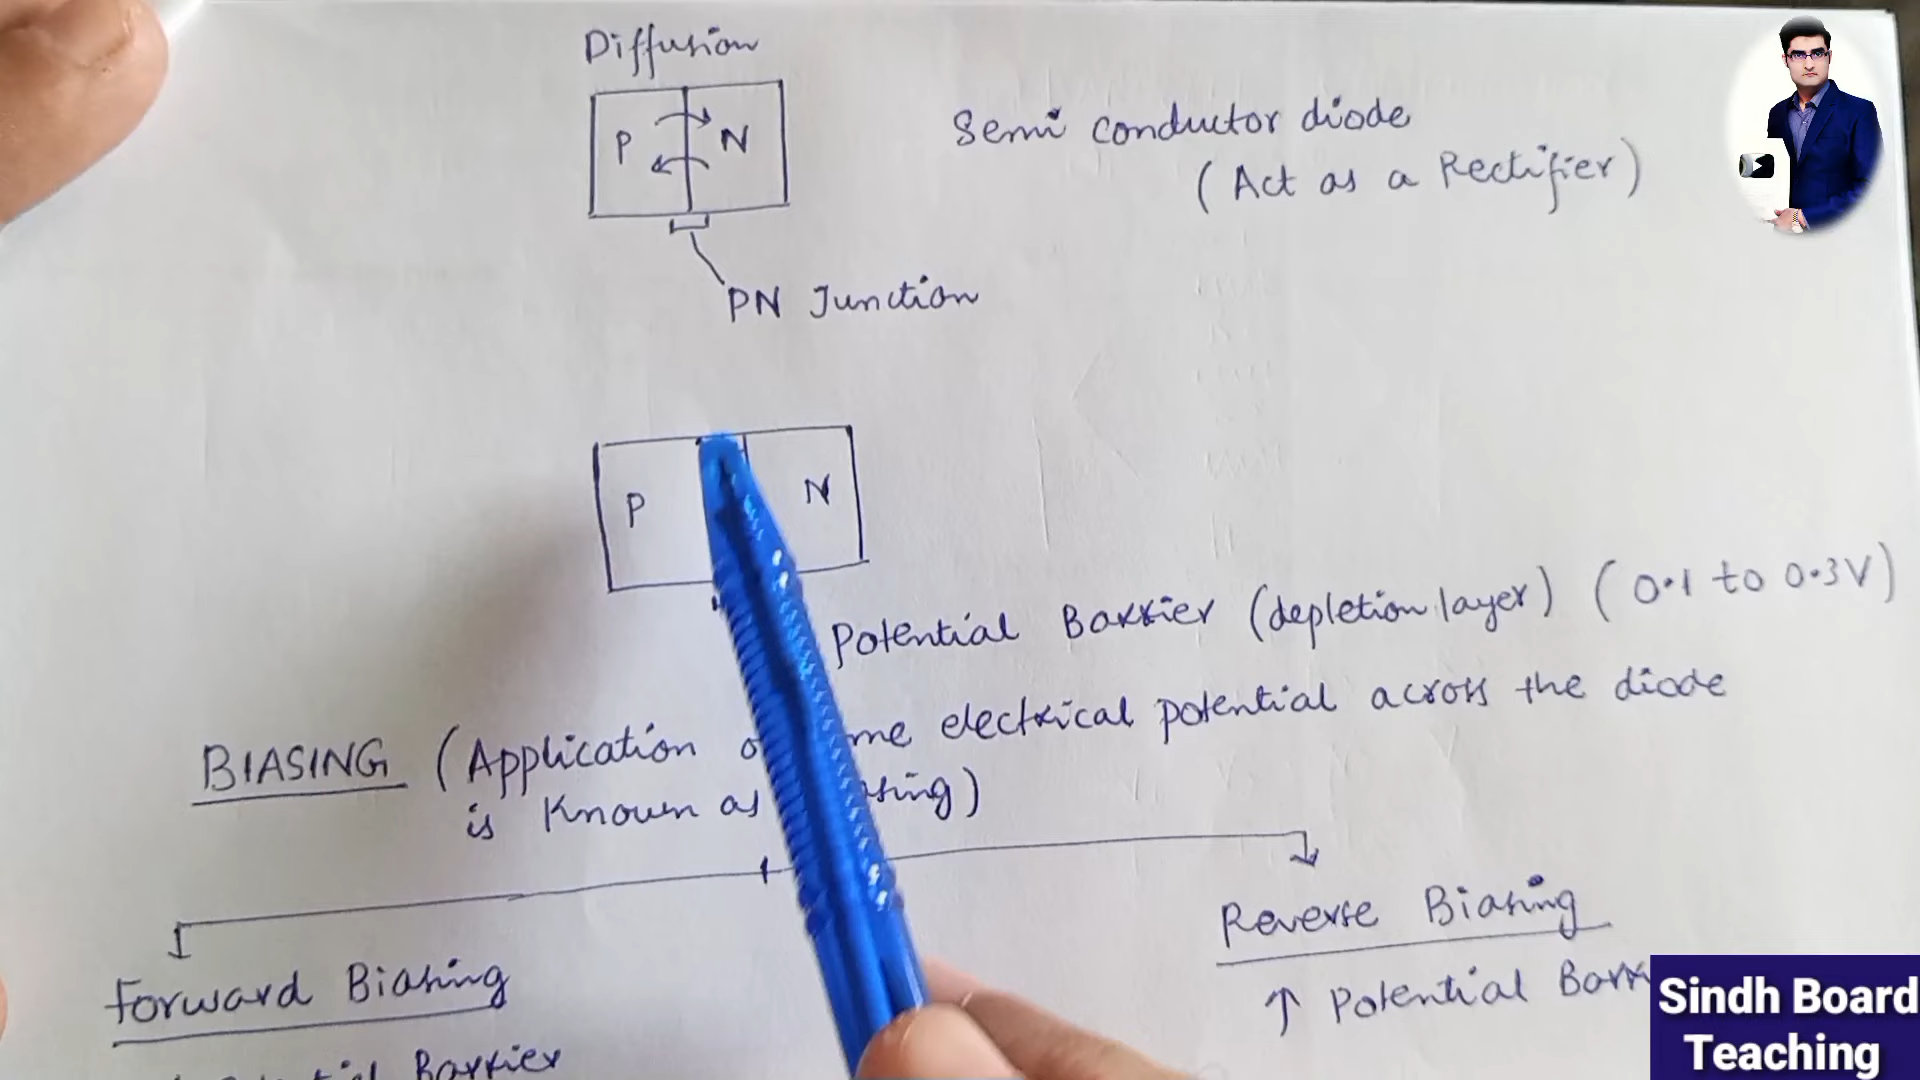 Diffusion
P N
Semi conductor diode
(Act as a Rectifier)
PN Junction
P N
Potential Barrier (depletion layer) (0.1 to 0.3V)
BIASING (Application electrical potential across the diode
is Known as
Reverse Biasing
Forward Biasing
↑ Potential
Barrier
Sindh Board
Teaching